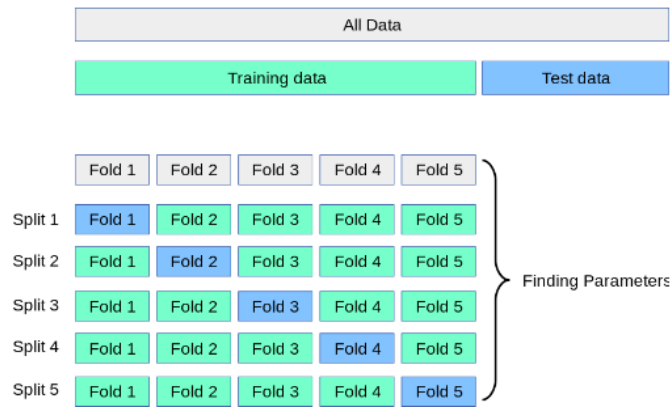 All Data
Training data Test data
Fold 1 Fold 2 Fold 3 Fold 4 Fold 5
Split 1 Fold 1 Fold 2 Fold 3 Fold 4 Fold 5
Split 2 Fold 1 Fold 2 Fold 3 Fold 4 Fold 5
Finding Parameters
Split 3 Fold 1 Fold 2 Fold 3 Fold 4 Fold 5
Split 4 Fold 1 Fold 2 Fold 3 Fold 4 Fold 5
Split 5 Fold 1 Fold 2 Fold 3 Fold 4 Fold 5